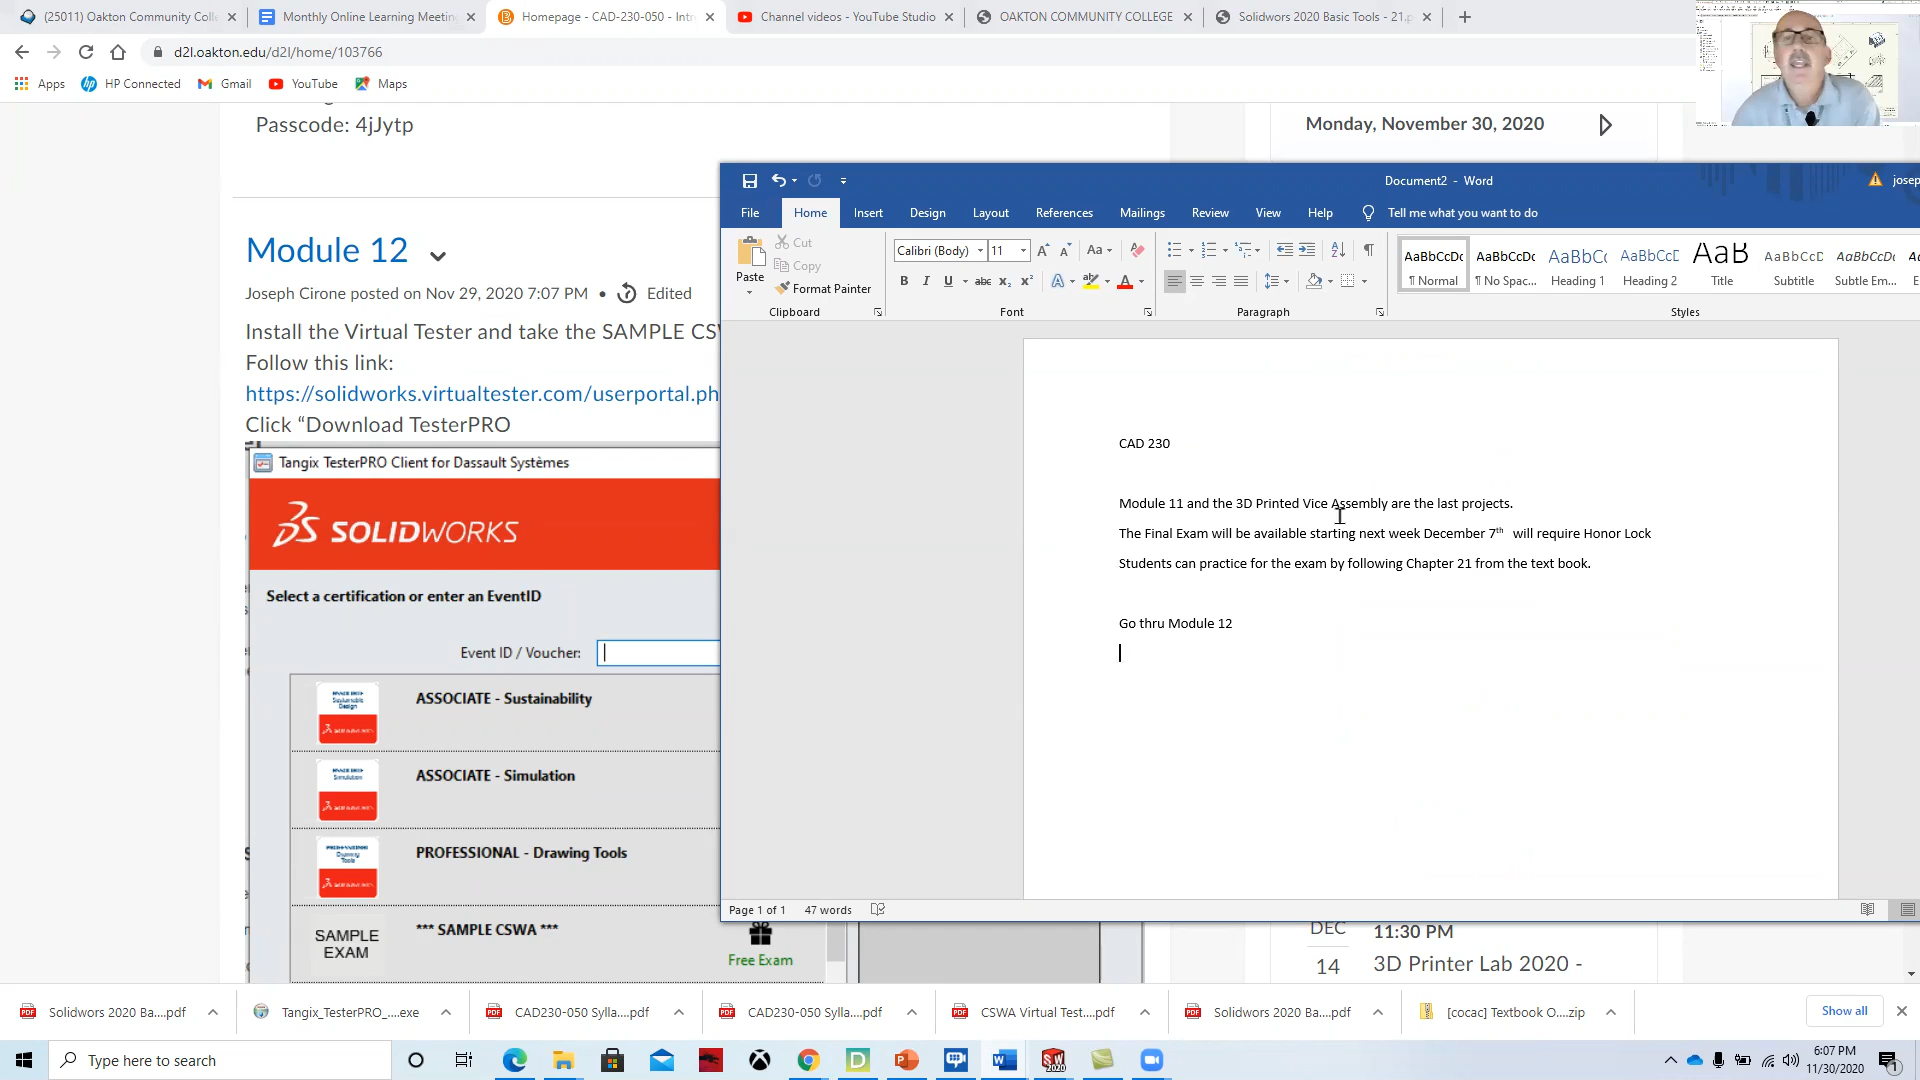 (25011) Oakton Community Coll
Monthly Online Learning Meetin
Homepage - CAD-230-050 - Intr
Channel videos - YouTube Studio
OAKTON COMMUNITY COLLEGE
Solidwors 2020 Basic Tools - 21.p
d2l.oakton.edu/d2l/home/103766
Apps
HP Connected
Gmail
YouTube
Maps
Passcode: 4jJytp
Monday, November 30, 2020
Module 12
Joseph Cirone posted on Nov 29, 2020 7:07 PM • Edited
Install the Virtual Tester and take the SAMPLE CSW
Follow this link:
https://solidworks.virtualtester.com/userportal.ph
Click “Download TesterPRO
Tangix TesterPRO Client for Dassault Systèmes
SOLIDWORKS
Select a certification or enter an EventID
Event ID / Voucher:
ASSOCIATE - Sustainability
ASSOCIATE - Simulation
PROFESSIONAL - Drawing Tools
SAMPLE EXAM
*** SAMPLE CSWA ***
Free Exam
Document2 - Word
josep
File Home Insert Design Layout References Mailings Review View Help Tell me what you want to do
Paste
Cut
Copy
Format Painter
Calibri (Body) 11
Clipboard
Font
Paragraph
Styles
AaBbCcDc AaBbCcDc AaBbCc AaBbCcD AaB AaBbCcD AaBbCcDc
¶ Normal ¶ No Spac... Heading 1 Heading 2 Title Subtitle Subtle Em...
CAD 230
Module 11 and the 3D Printed Vice Assembly are the last projects.
The Final Exam will be available starting next week December 7th will require Honor Lock
Students can practice for the exam by following Chapter 21 from the text book.
Go thru Module 12
Page 1 of 1 47 words
DEC
14
11:30 PM
3D Printer Lab 2020 -
Solidwors 2020 Ba....pdf
Tangix_TesterPRO_....exe
CAD230-050 Sylla....pdf
CAD230-050 Sylla....pdf
CSWA Virtual Test....pdf
Solidwors 2020 Ba....pdf
[cocac] Textbook O....zip
Show all
Type here to search
6:07 PM
11/30/2020